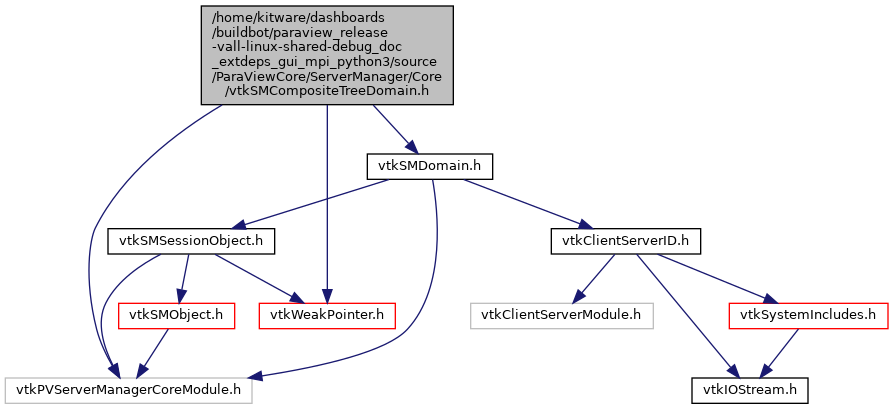 /home/kitware/dashboards
/buildbot/paraview_release
-vall-linux-shared-debug_doc
_extdeps_gui_mpi_python3/source
/ParaViewCore/ServerManager/Core
/vtkSMCompositeTreeDomain.h
vtkSMDomain.h
vtkSMSessionObject.h
vtkClientServerID.h
vtkSMObject.h
vtkWeakPointer.h
vtkClientServerModule.h
vtkSystemIncludes.h
vtkPVServerManagerCoreModule.h
vtkIOStream.h